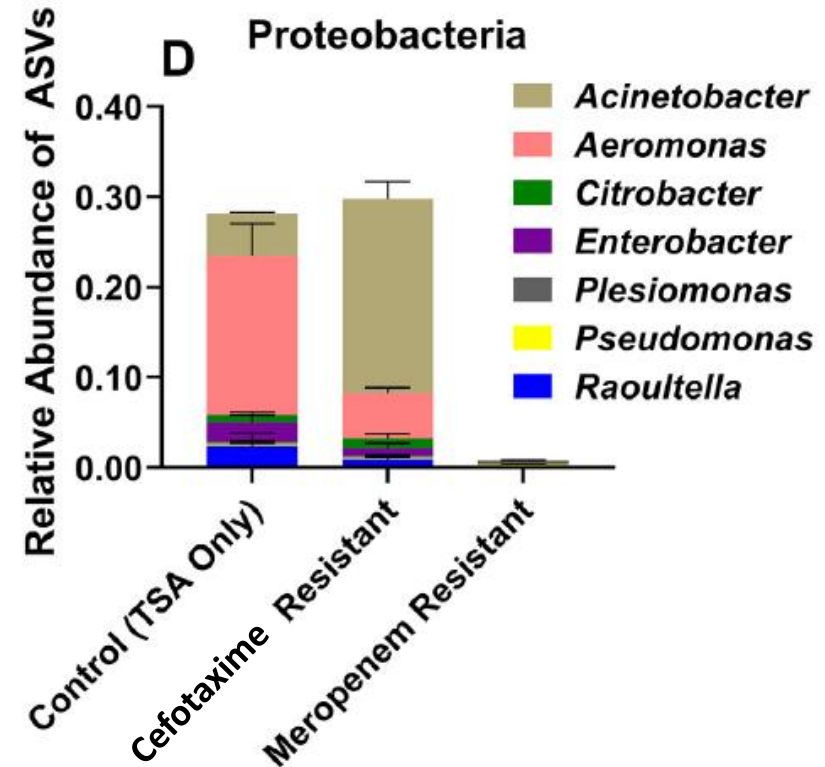 D
Proteobacteria
Relative Abundance of ASVs
0.40
0.30
0.20
0.10
0.00
Control (TSA Only)
Cefotaxime Resistant
Meropenem Resistant
Acinetobacter
Aeromonas
Citrobacter
Enterobacter
Plesiomonas
Pseudomonas
Raoultella